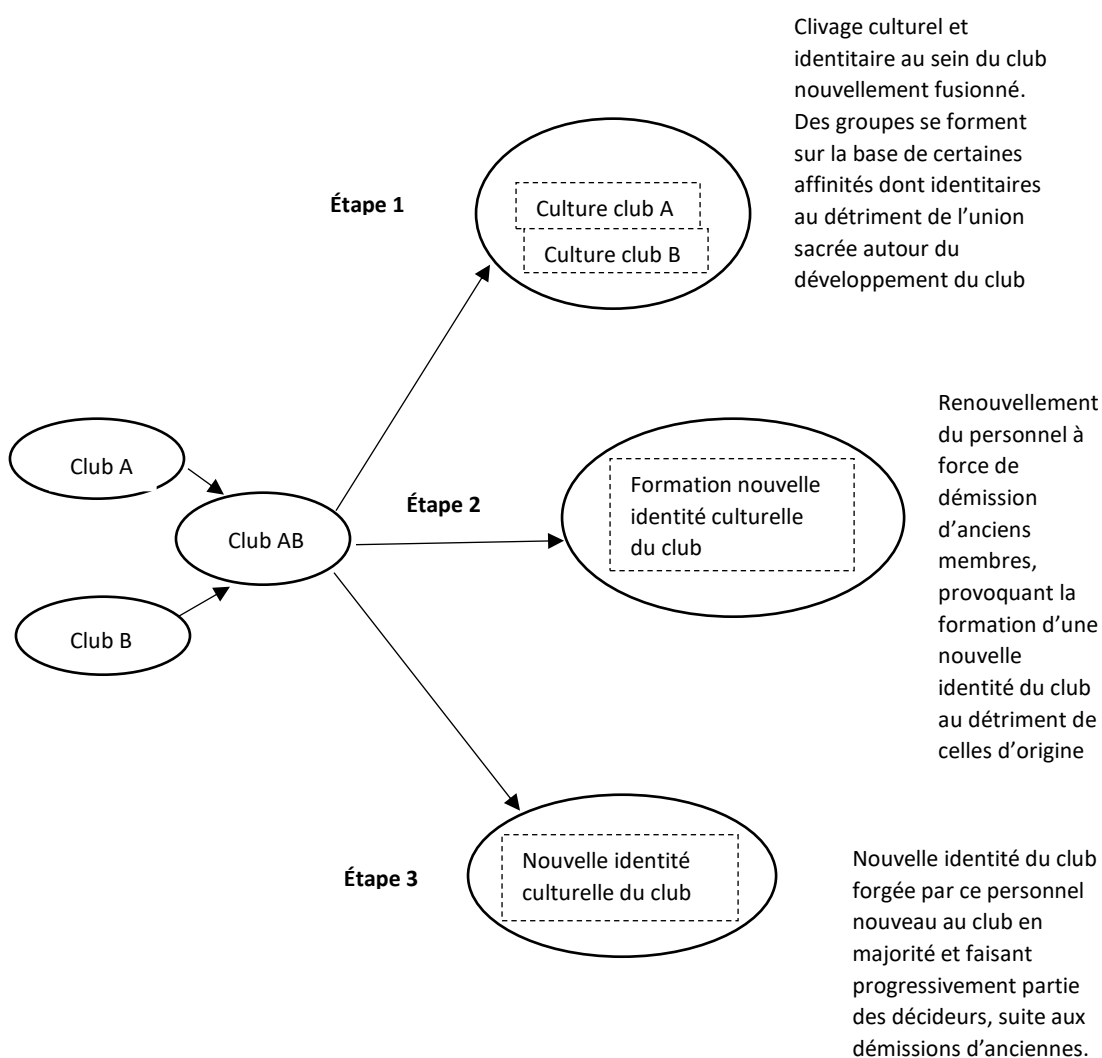 Clivage culturel et
identitaire au sein du club
nouvellement fusionné.
Des groupes se forment
sur la base de certaines
affinités dont identitaires
au détriment de l’union
sacrée autour du
développement du club
Étape 1
Culture club A
Culture club B
Club A
Club AB
Club B
Étape 2
Formation nouvelle
identité culturelle
du club
Renouvellement
du personnel à
force de
démission
d’anciens
membres,
provoquant la
formation d’une
nouvelle
identité du club
au détriment de
celles d’origine
Étape 3
Nouvelle identité
culturelle du club
Nouvelle identité du club
forgée par ce personnel
nouveau au club en
majorité et faisant
progressivement partie
des décideurs, suite aux
démissions d’anciennes.